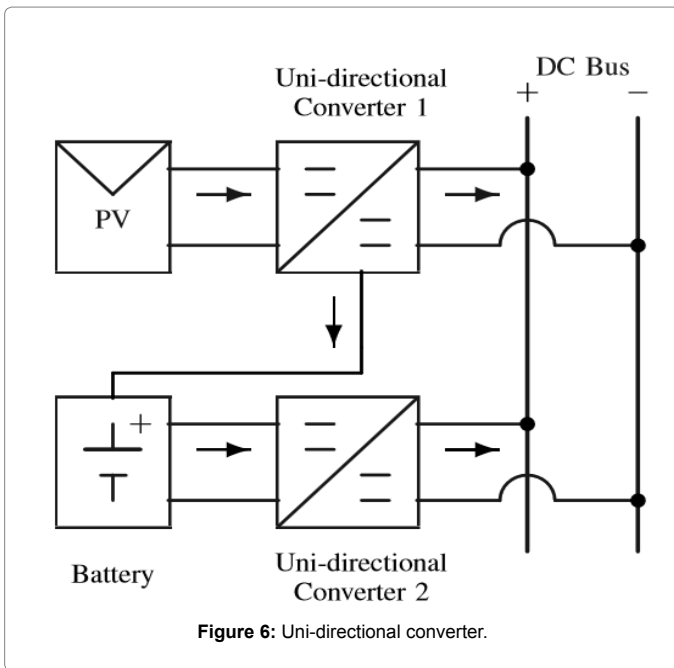 DC Bus
+ −
Uni-directional
Converter 1
PV
+
Battery
Uni-directional
Converter 2
Figure 6: Uni-directional converter.